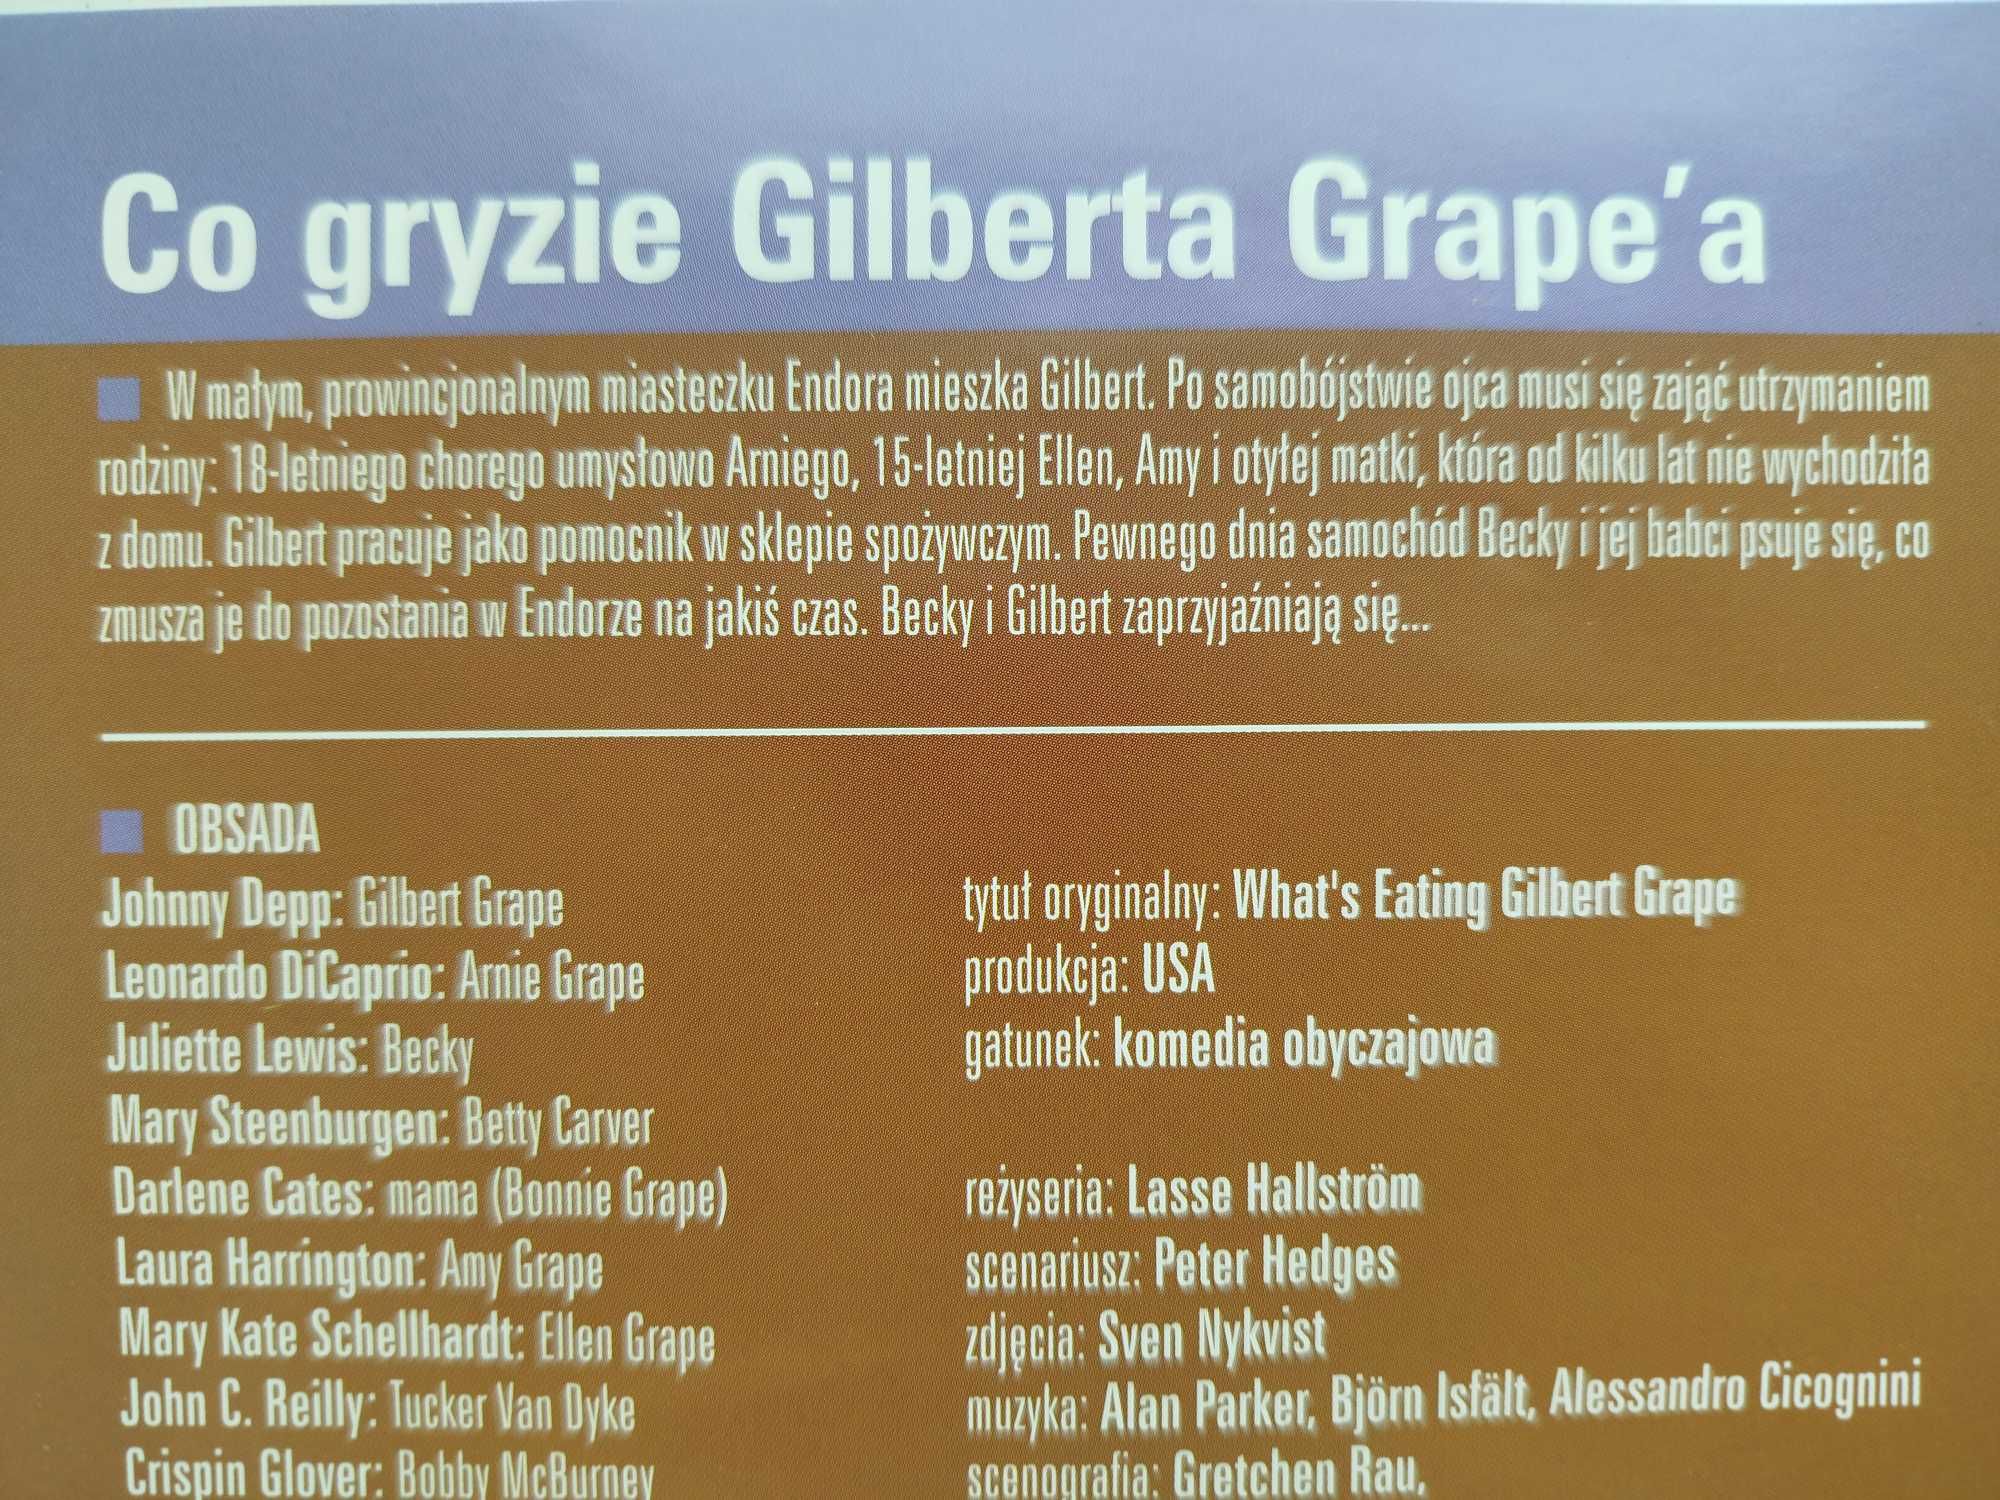 Co gryzie Gilberta Grape'a
W małym, prowincjonalnym miasteczku Endora mieszka Gilbert. Po samobójstwie ojca musi się zająć utrzymaniem
rodziny: 18-letniego chorego umysłowo Arniego, 15-letniej Ellen, Amy i otyłej matki, która od kilku lat nie wychodziła
z domu. Gilbert pracuje jako pomocnik w sklepie spożywczym. Pewnego dnia samochód Becky i jej babci psuje się, co
zmusza je do pozostania w Endorze na jakiś czas. Becky i Gilbert zaprzyjaźniają się...
OBSADA
Johnny Depp: Gilbert Grape
Leonardo DiCaprio: Arnie Grape
Juliette Lewis: Becky
Mary Steenburgen: Betty Carver
Darlene Cates: mama (Bonnie Grape)
Laura Harrington: Amy Grape
Mary Kate Schellhardt: Ellen Grape
John C. Reilly: Tucker Van Dyke
Crispin Glover: Bobby McBurney
tytuł oryginalny: What's Eating Gilbert Grape
produkcja: USA
gatunek: komedia obyczajowa
reżyseria: Lasse Hallström
scenariusz: Peter Hedges
zdjęcia: Sven Nykvist
muzyka: Alan Parker, Björn Isfält, Alessandro Cicognini
scenografia: Gretchen Rau,